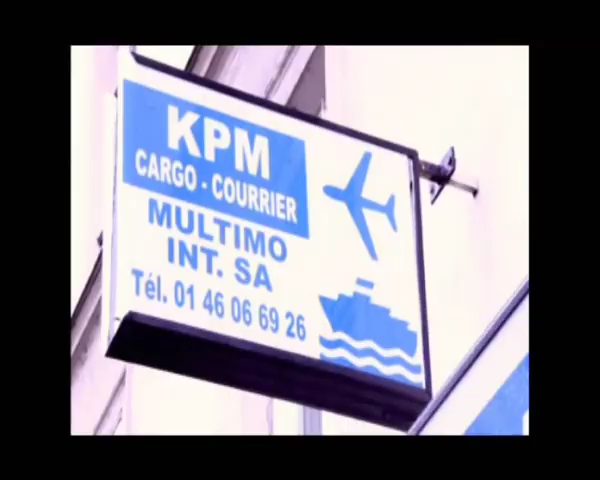 KPM
CARGO - COURRIER
MULTIMO
INT. SA
Tél. 01 46 06 69 26